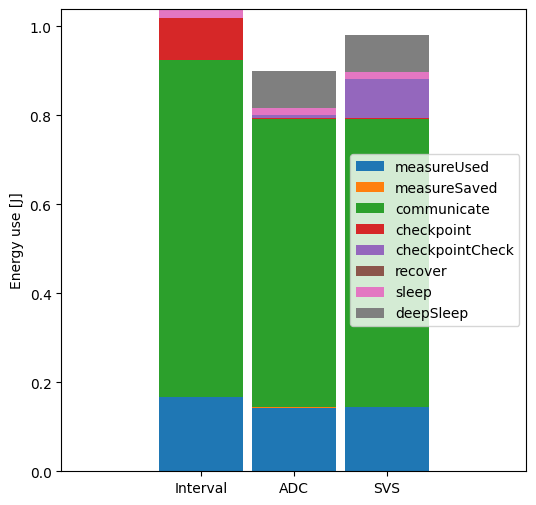 1.0
0.8
0.6
0.4
0.2
0.0
Energy use [J]
measureUsed
measureSaved
communicate
checkpoint
checkpointCheck
recover
sleep
deepSleep
Interval
ADC
SVS